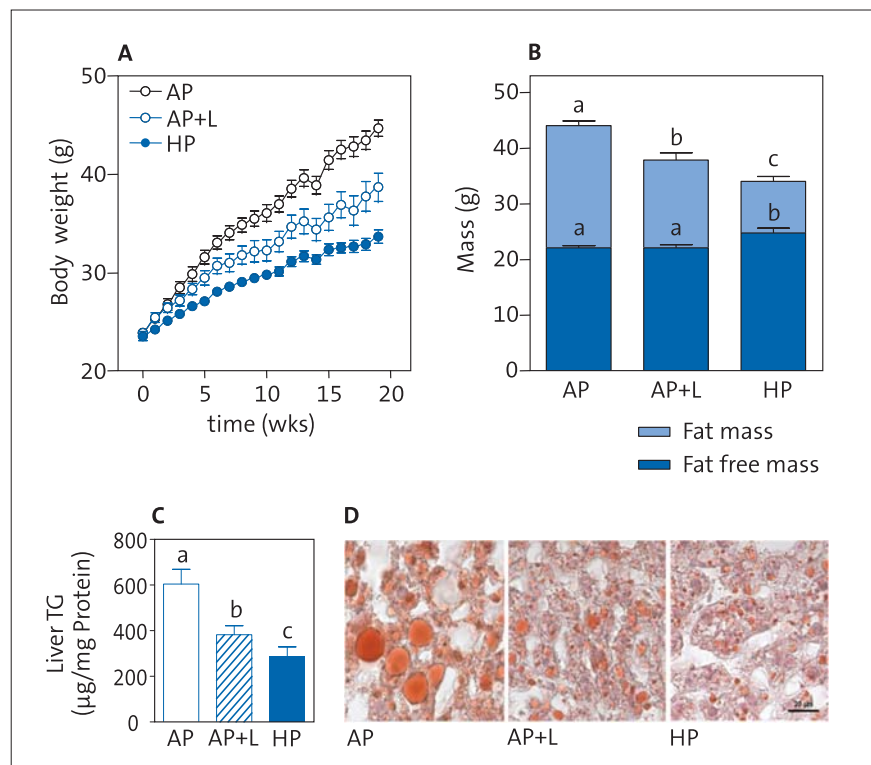 A
50
40
30
20
Body weight (g)
AP
AP+L
HP
0 5 10 15 20
time (wks)
B
50
40
30
20
10
0
Mass (g)
a
b
c
a
a
b
AP AP+L HP
Fat mass
Fat free mass
C
800
600
400
200
0
Liver TG
(µg/mg Protein)
a
b
c
AP AP+L HP
D
20 µm
AP AP+L HP